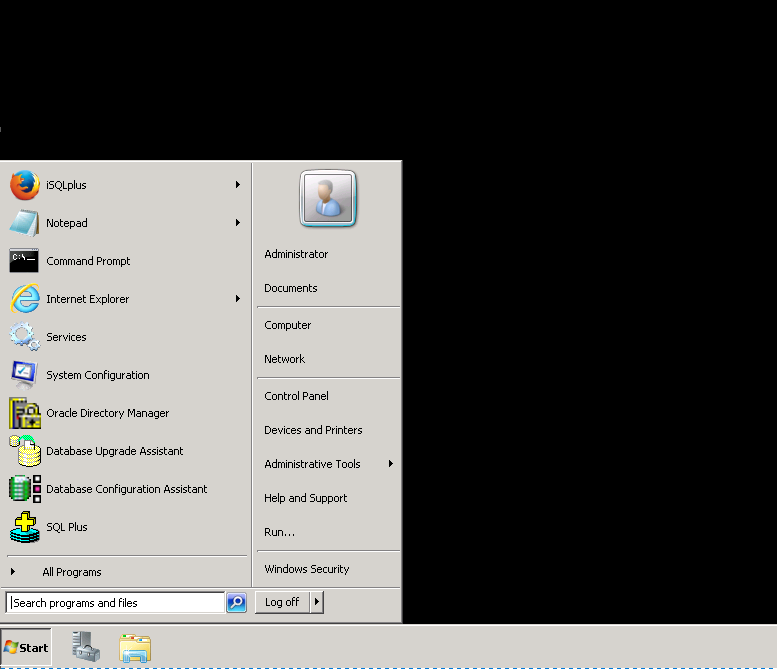 iSQLplus
Notepad
C:\
Command Prompt
Internet Explorer
Services
System Configuration
Oracle Directory Manager
Database Upgrade Assistant
Database Configuration Assistant
SQL Plus
All Programs
Search programs and files
Administrator
Documents
Computer
Network
Control Panel
Devices and Printers
Administrative Tools
Help and Support
Run...
Windows Security
Log off
Start